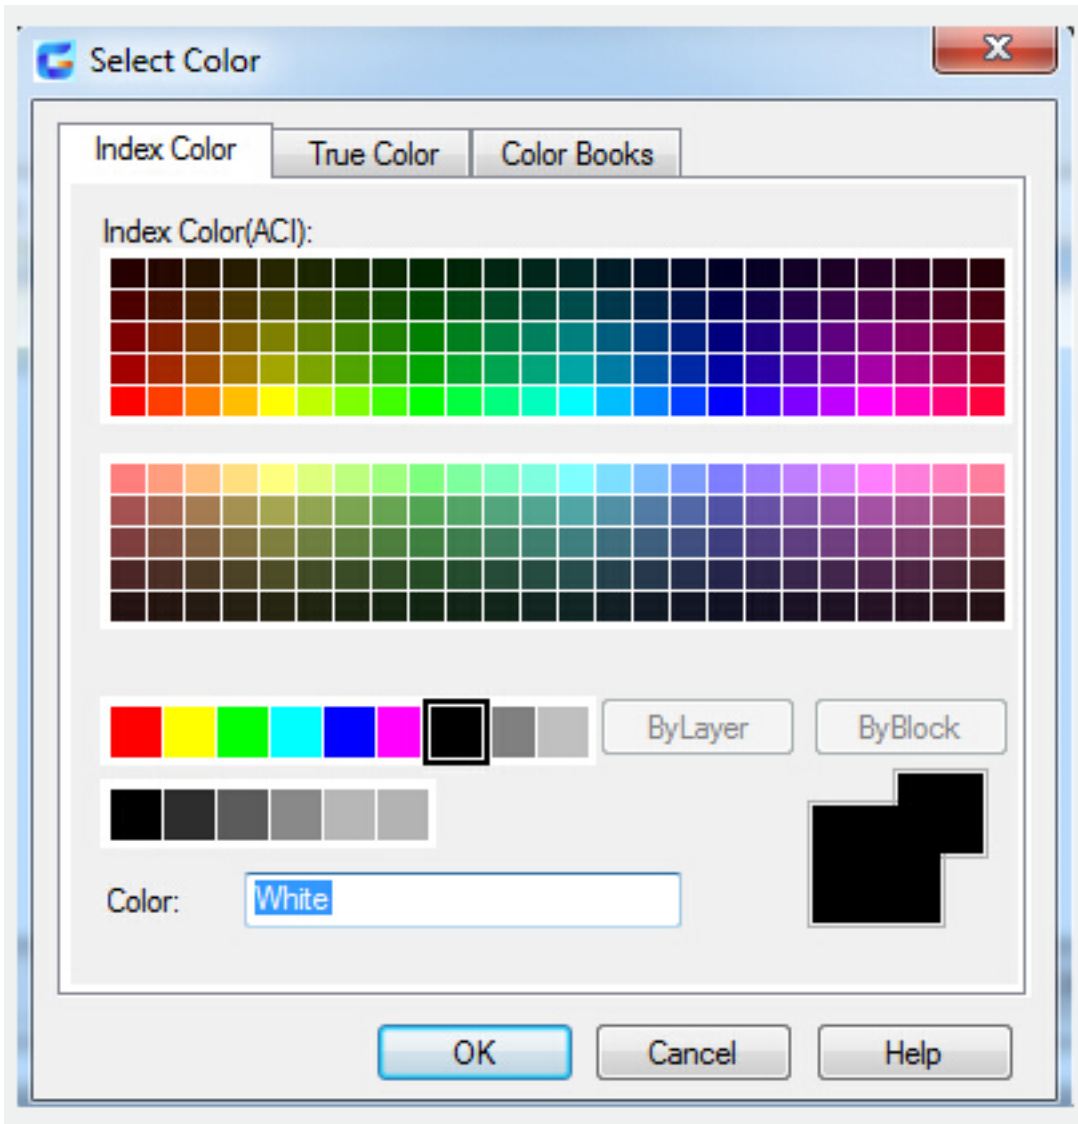 Select Color
Index Color True Color Color Books
Index Color(ACI):
ByLayer ByBlock
Color: White
OK Cancel Help